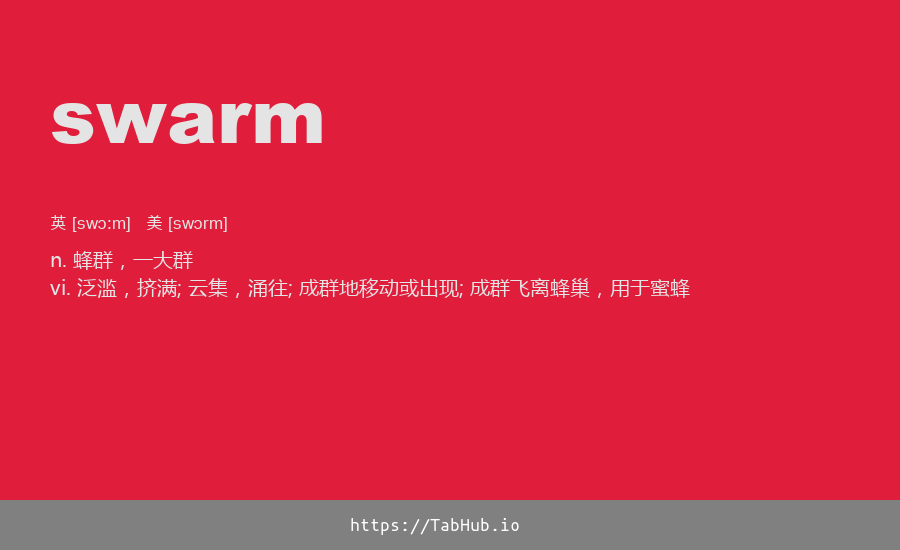 swarm
英 [swɔ:m] 美 [swɔrm]
n. 蜂群，一大群
vi. 泛滥，挤满; 云集，涌往; 成群地移动或出现; 成群飞离蜂巢，用于蜜蜂
https://TabHub.io